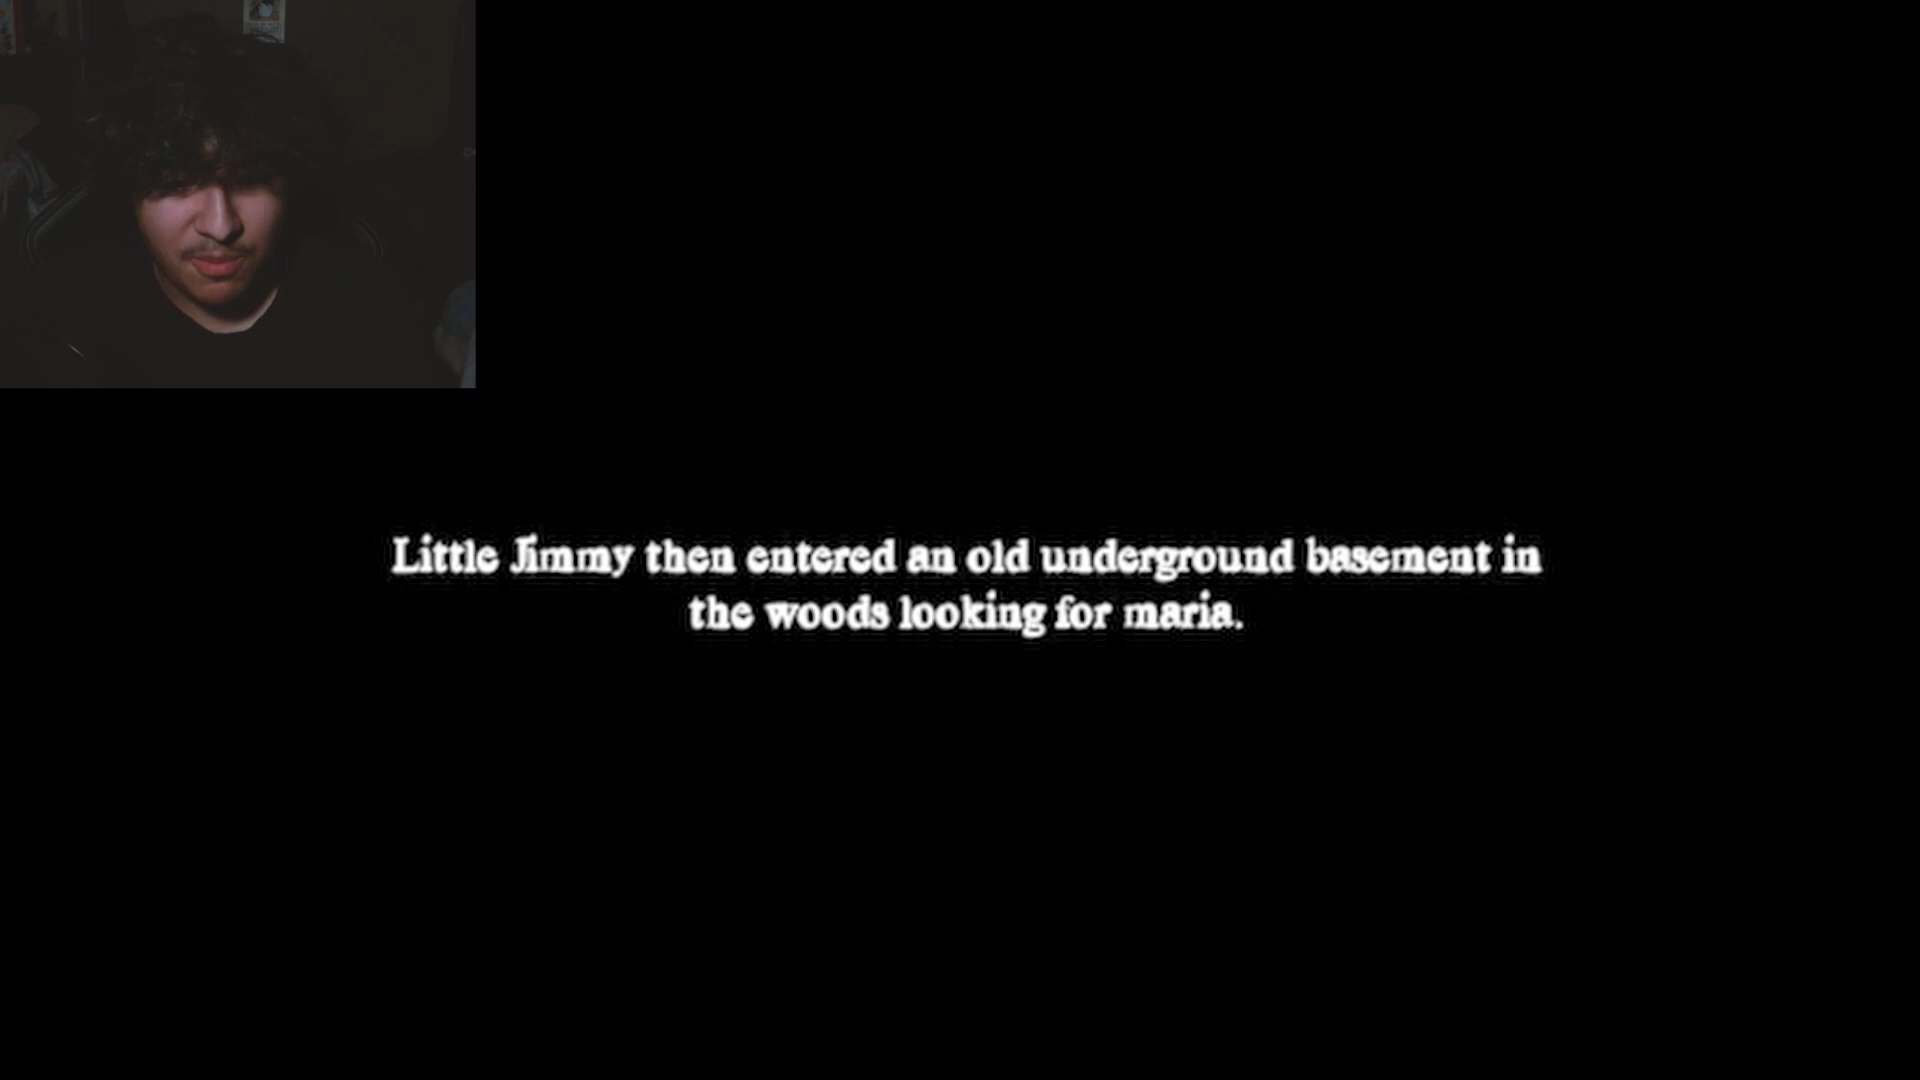 Little Jimmy then entered an old underground basement in
the woods looking for maria.